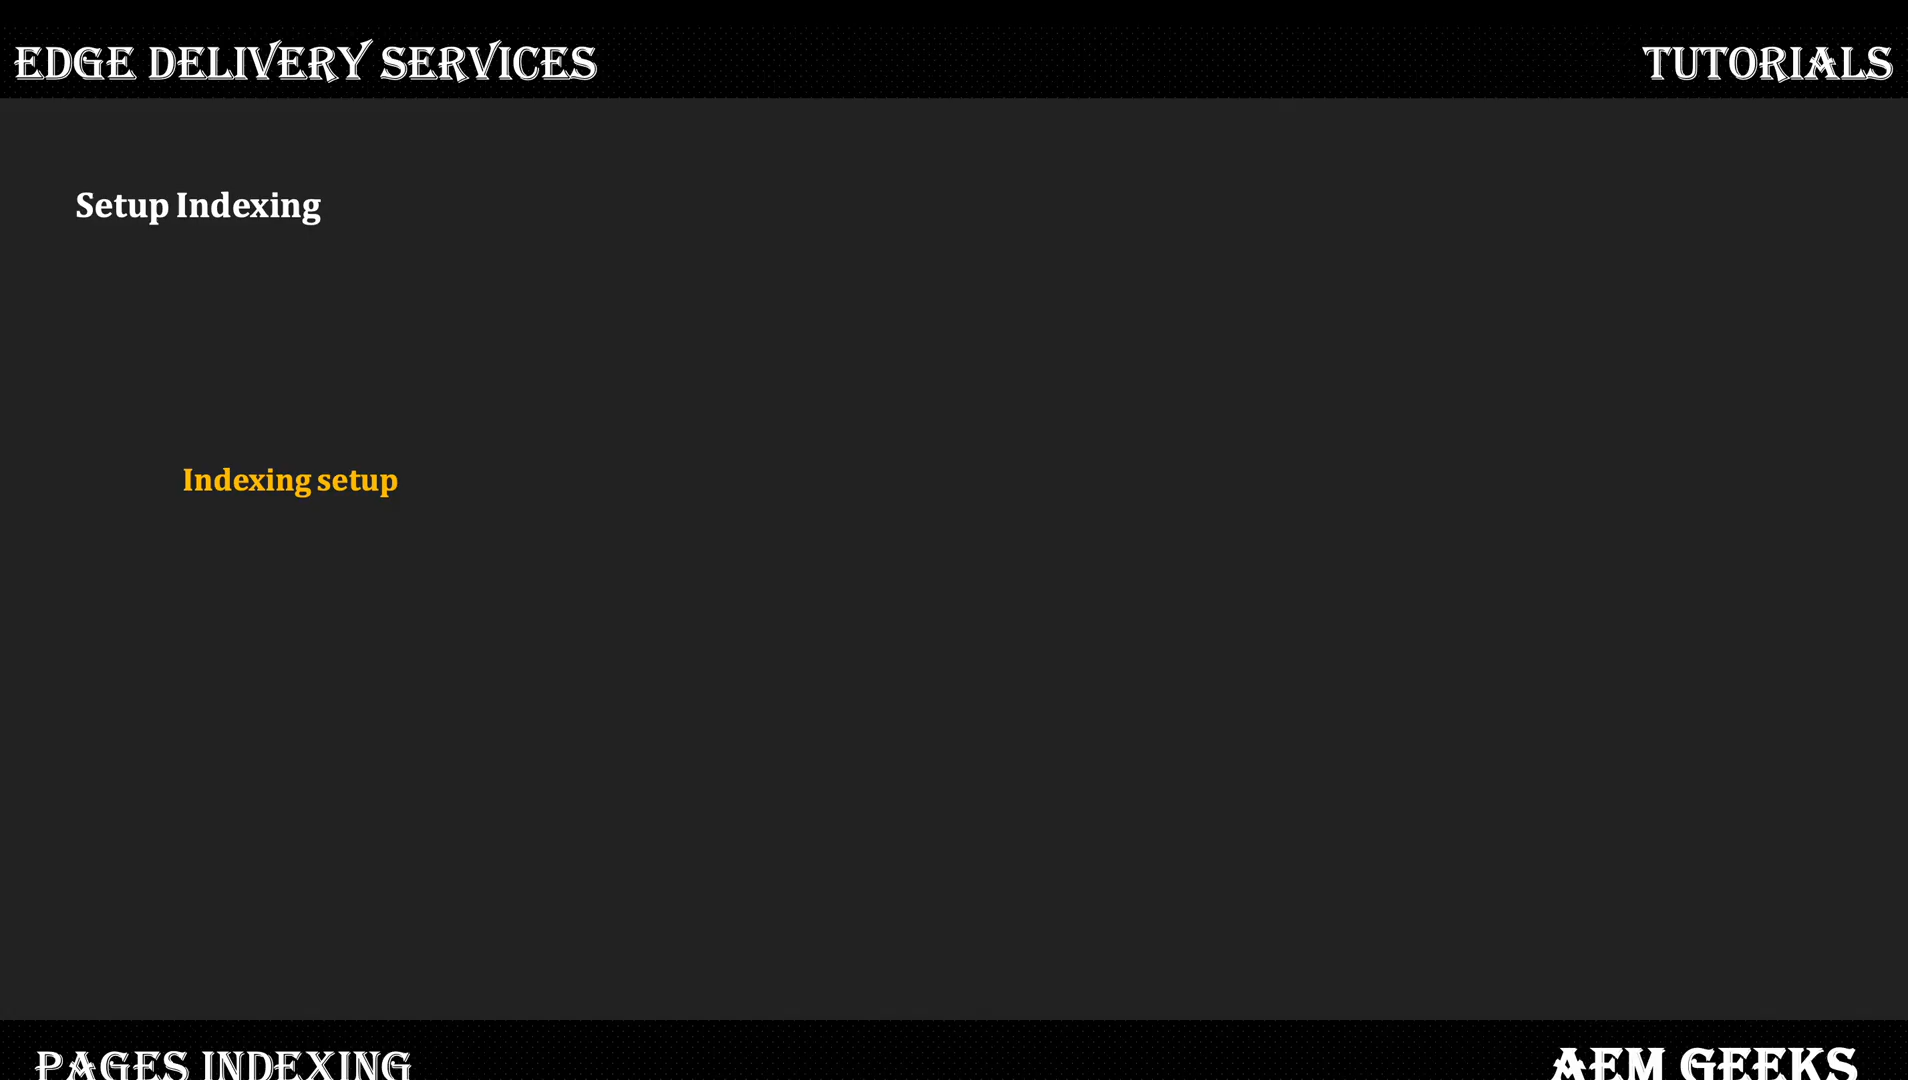 EDGE DELIVERY SERVICES
TUTORIALS
Setup Indexing
Indexing setup
PAGES INDEXING
AEM GEEKS